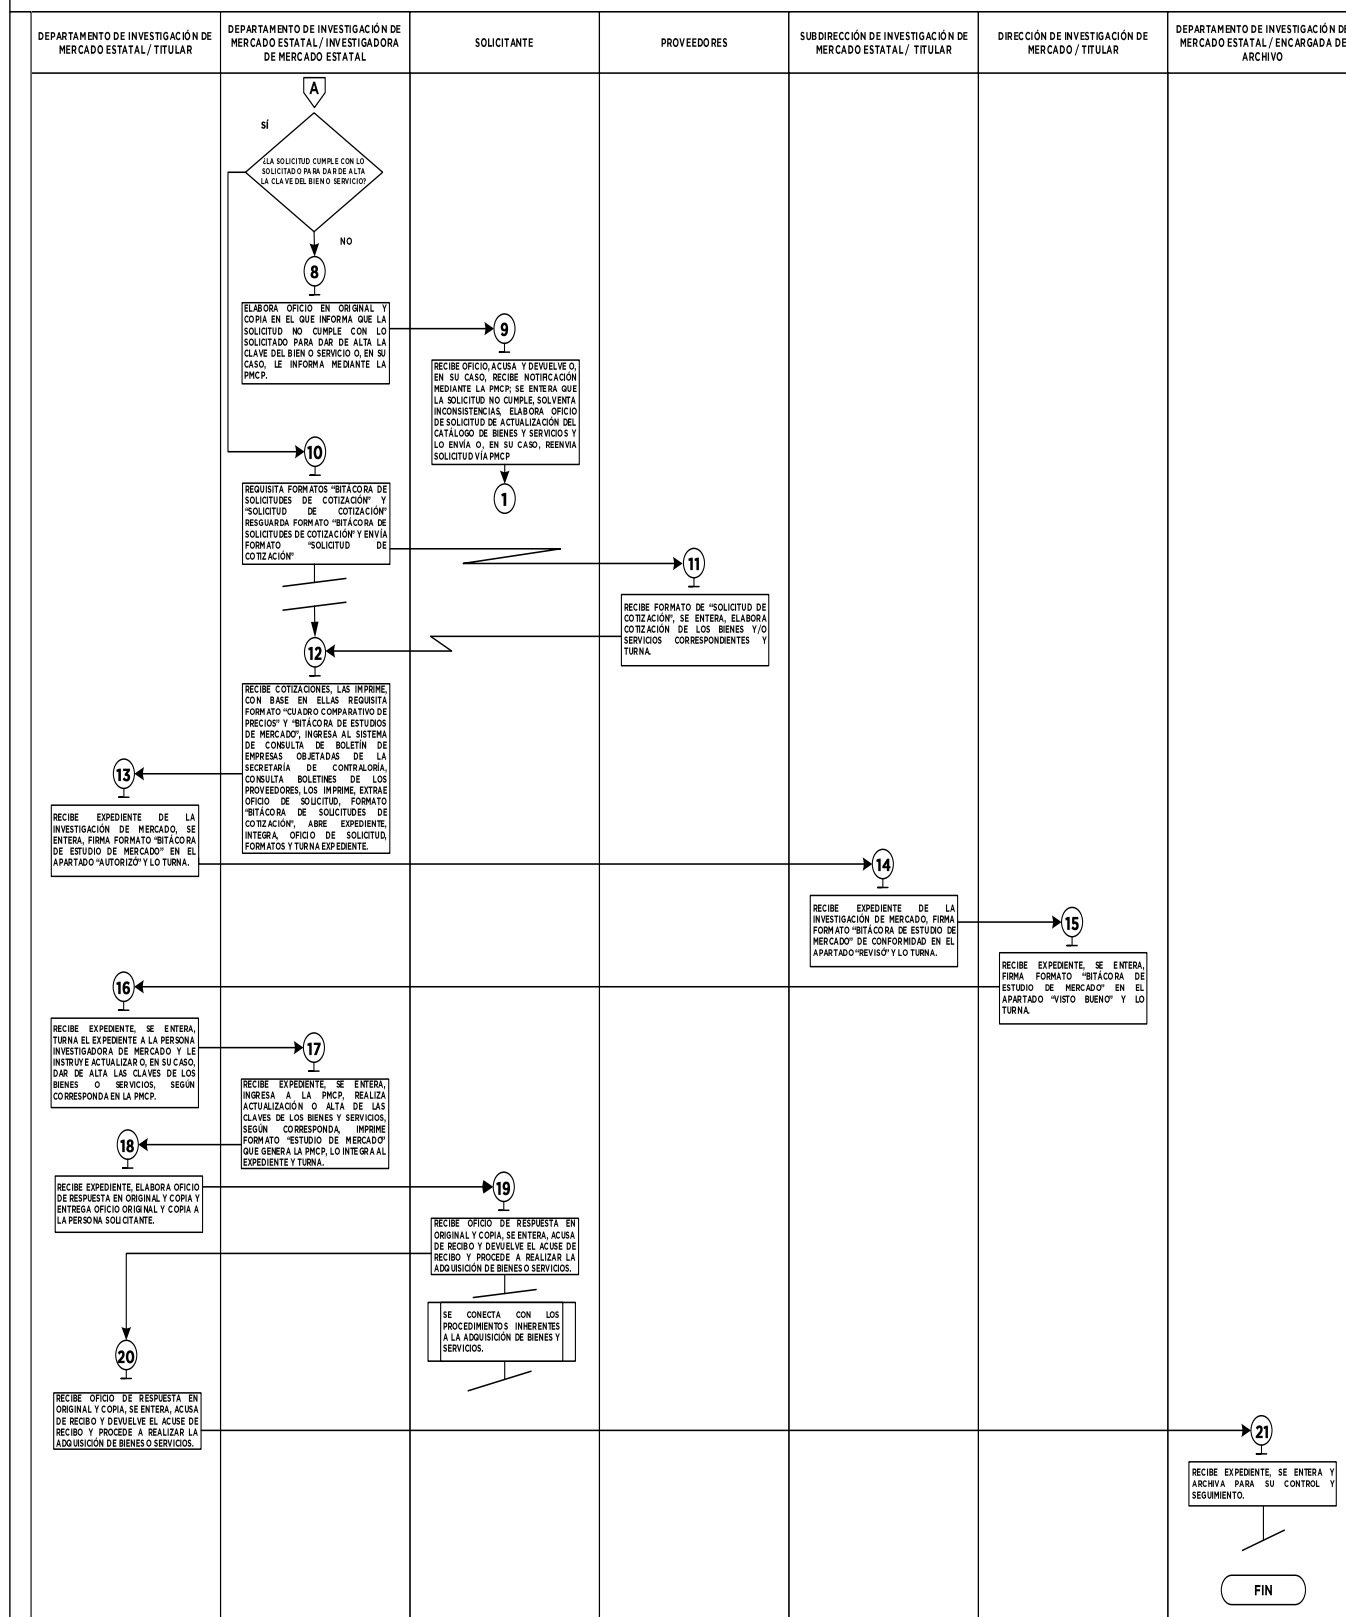 DEPARTAMENTO DE INVESTIGACIÓN DE
MERCADO ESTATAL / TITULAR
DEPARTAMENTO DE INVESTIGACIÓN DE
MERCADO ESTATAL / INVESTIGADORA
DE MERCADO ESTATAL
SOLICITANTE
PROVEEDORES
SUBDIRECCIÓN DE INVESTIGACIÓN DE
MERCADO ESTATAL / TITULAR
DIRECCIÓN DE INVESTIGACIÓN DE
MERCADO / TITULAR
DEPARTAMENTO DE INVESTIGACIÓN DE
MERCADO ESTATAL / ENCARGADA DE
ARCHIVO
A
SÍ
¿LA SOLICITUD CUMPLE CON LO
SOLICITADO PARA DAR DE ALTA
LA CLAVE DEL BIEN O SERVICIO?
NO
8
ELABORA OFICIO EN ORIGINAL Y
COPIA EN EL QUE INFORMA QUE LA
SOLICITUD NO CUMPLE CON LO
SOLICITADO PARA DAR DE ALTA LA
CLAVE DEL BIEN O SERVICIO O, EN SU
CASO, LE INFORMA MEDIANTE LA
PMCP.
9
RECIBE OFICIO, ACUSA Y DEVUELVE O,
EN SU CASO, RECIBE NOTIFICACIÓN
MEDIANTE LA PMCP; SE ENTERA QUE
LA SOLICITUD NO CUMPLE, SOLVENTA
INCONSISTENCIAS, ELABORA OFICIO
DE SOLICITUD DE ACTUALIZACIÓN DEL
CATÁLOGO DE BIENES Y SERVICIOS Y
LO ENVÍA O, EN SU CASO, REENVIA
SOLICITUD VÍA PMCP
1
10
REQUISITA FORMATOS "BITÁCORA DE
SOLICITUDES DE COTIZACIÓN" Y
"SOLICITUD DE COTIZACIÓN"
RESGUARDA FORMATO "BITÁCORA DE
SOLICITUDES DE COTIZACIÓN" Y ENVÍA
FORMATO "SOLICITUD DE
COTIZACIÓN"
11
RECIBE FORMATO DE "SOLICITUD DE
COTIZACIÓN", SE ENTERA, ELABORA
COTIZACIÓN DE LOS BIENES Y/O
SERVICIOS CORRESPONDIENTES Y
TURNA.
12
RECIBE COTIZACIONES, LAS IMPRIME,
CON BASE EN ELLAS REQUISITA
FORMATO "CUADRO COMPARATIVO DE
PRECIOS" Y "BITÁCORA DE ESTUDIOS
DE MERCADO", INGRESA AL SISTEMA
DE CONSULTA DE BOLETÍN DE
EMPRESAS OBJETADAS DE LA
SECRETARÍA DE CONTRALORÍA,
CONSULTA BOLETINES DE LOS
PROVEEDORES, LOS IMPRIME, EXTRAE
OFICIO DE SOLICITUD, FORMATO
"BITÁCORA DE SOLICITUDES DE
COTIZACIÓN", ABRE EXPEDIENTE,
INTEGRA, OFICIO DE SOLICITUD,
FORMATOS Y TURNA EXPEDIENTE.
13
RECIBE EXPEDIENTE DE LA
INVESTIGACIÓN DE MERCADO, SE
ENTERA, FIRMA FORMATO "BITÁCORA
DE ESTUDIO DE MERCADO" EN EL
APARTADO "AUTORIZÓ" Y LO TURNA.
14
RECIBE EXPEDIENTE DE LA
INVESTIGACIÓN DE MERCADO, FIRMA
FORMATO "BITÁCORA DE ESTUDIO DE
MERCADO" DE CONFORMIDAD EN EL
APARTADO "REVISÓ" Y LO TURNA.
15
RECIBE EXPEDIENTE, SE ENTERA,
FIRMA FORMATO "BITÁCORA DE
ESTUDIO DE MERCADO" EN EL
APARTADO "VISTO BUENO" Y LO
TURNA.
16
RECIBE EXPEDIENTE, SE ENTERA,
TURNA EL EXPEDIENTE A LA PERSONA
INVESTIGADORA DE MERCADO Y LE
INSTRUYE ACTUALIZAR O, EN SU CASO,
DAR DE ALTA LAS CLAVES DE LOS
BIENES O SERVICIOS, SEGÚN
CORRESPONDA EN LA PMCP.
17
RECIBE EXPEDIENTE, SE ENTERA,
INGRESA A LA PMCP, REALIZA
ACTUALIZACIÓN O ALTA DE LAS
CLAVES DE LOS BIENES Y SERVICIOS,
SEGÚN CORRESPONDA, IMPRIME
FORMATO "ESTUDIO DE MERCADO"
QUE GENERA LA PMCP, LO INTEGRA AL
EXPEDIENTE Y TURNA.
18
RECIBE EXPEDIENTE, ELABORA OFICIO
DE RESPUESTA EN ORIGINAL Y COPIA Y
ENTREGA OFICIO ORIGINAL Y COPIA A
LA PERSONA SOLICITANTE.
19
RECIBE OFICIO DE RESPUESTA EN
ORIGINAL Y COPIA, SE ENTERA, ACUSA
DE RECIBO Y DEVUELVE EL ACUSE DE
RECIBO Y PROCEDE A REALIZAR LA
ADQUISICIÓN DE BIENES O SERVICIOS.
SE CONECTA CON LOS
PROCEDIMIENTOS INHERENTES
A LA ADQUISICIÓN DE BIENES Y
SERVICIOS.
20
RECIBE OFICIO DE RESPUESTA EN
ORIGINAL Y COPIA, SE ENTERA, ACUSA
DE RECIBO Y DEVUELVE EL ACUSE DE
RECIBO Y PROCEDE A REALIZAR LA
ADQUISICIÓN DE BIENES O SERVICIOS.
21
RECIBE EXPEDIENTE, SE ENTERA Y
ARCHIVA PARA SU CONTROL Y
SEGUIMIENTO.
FIN